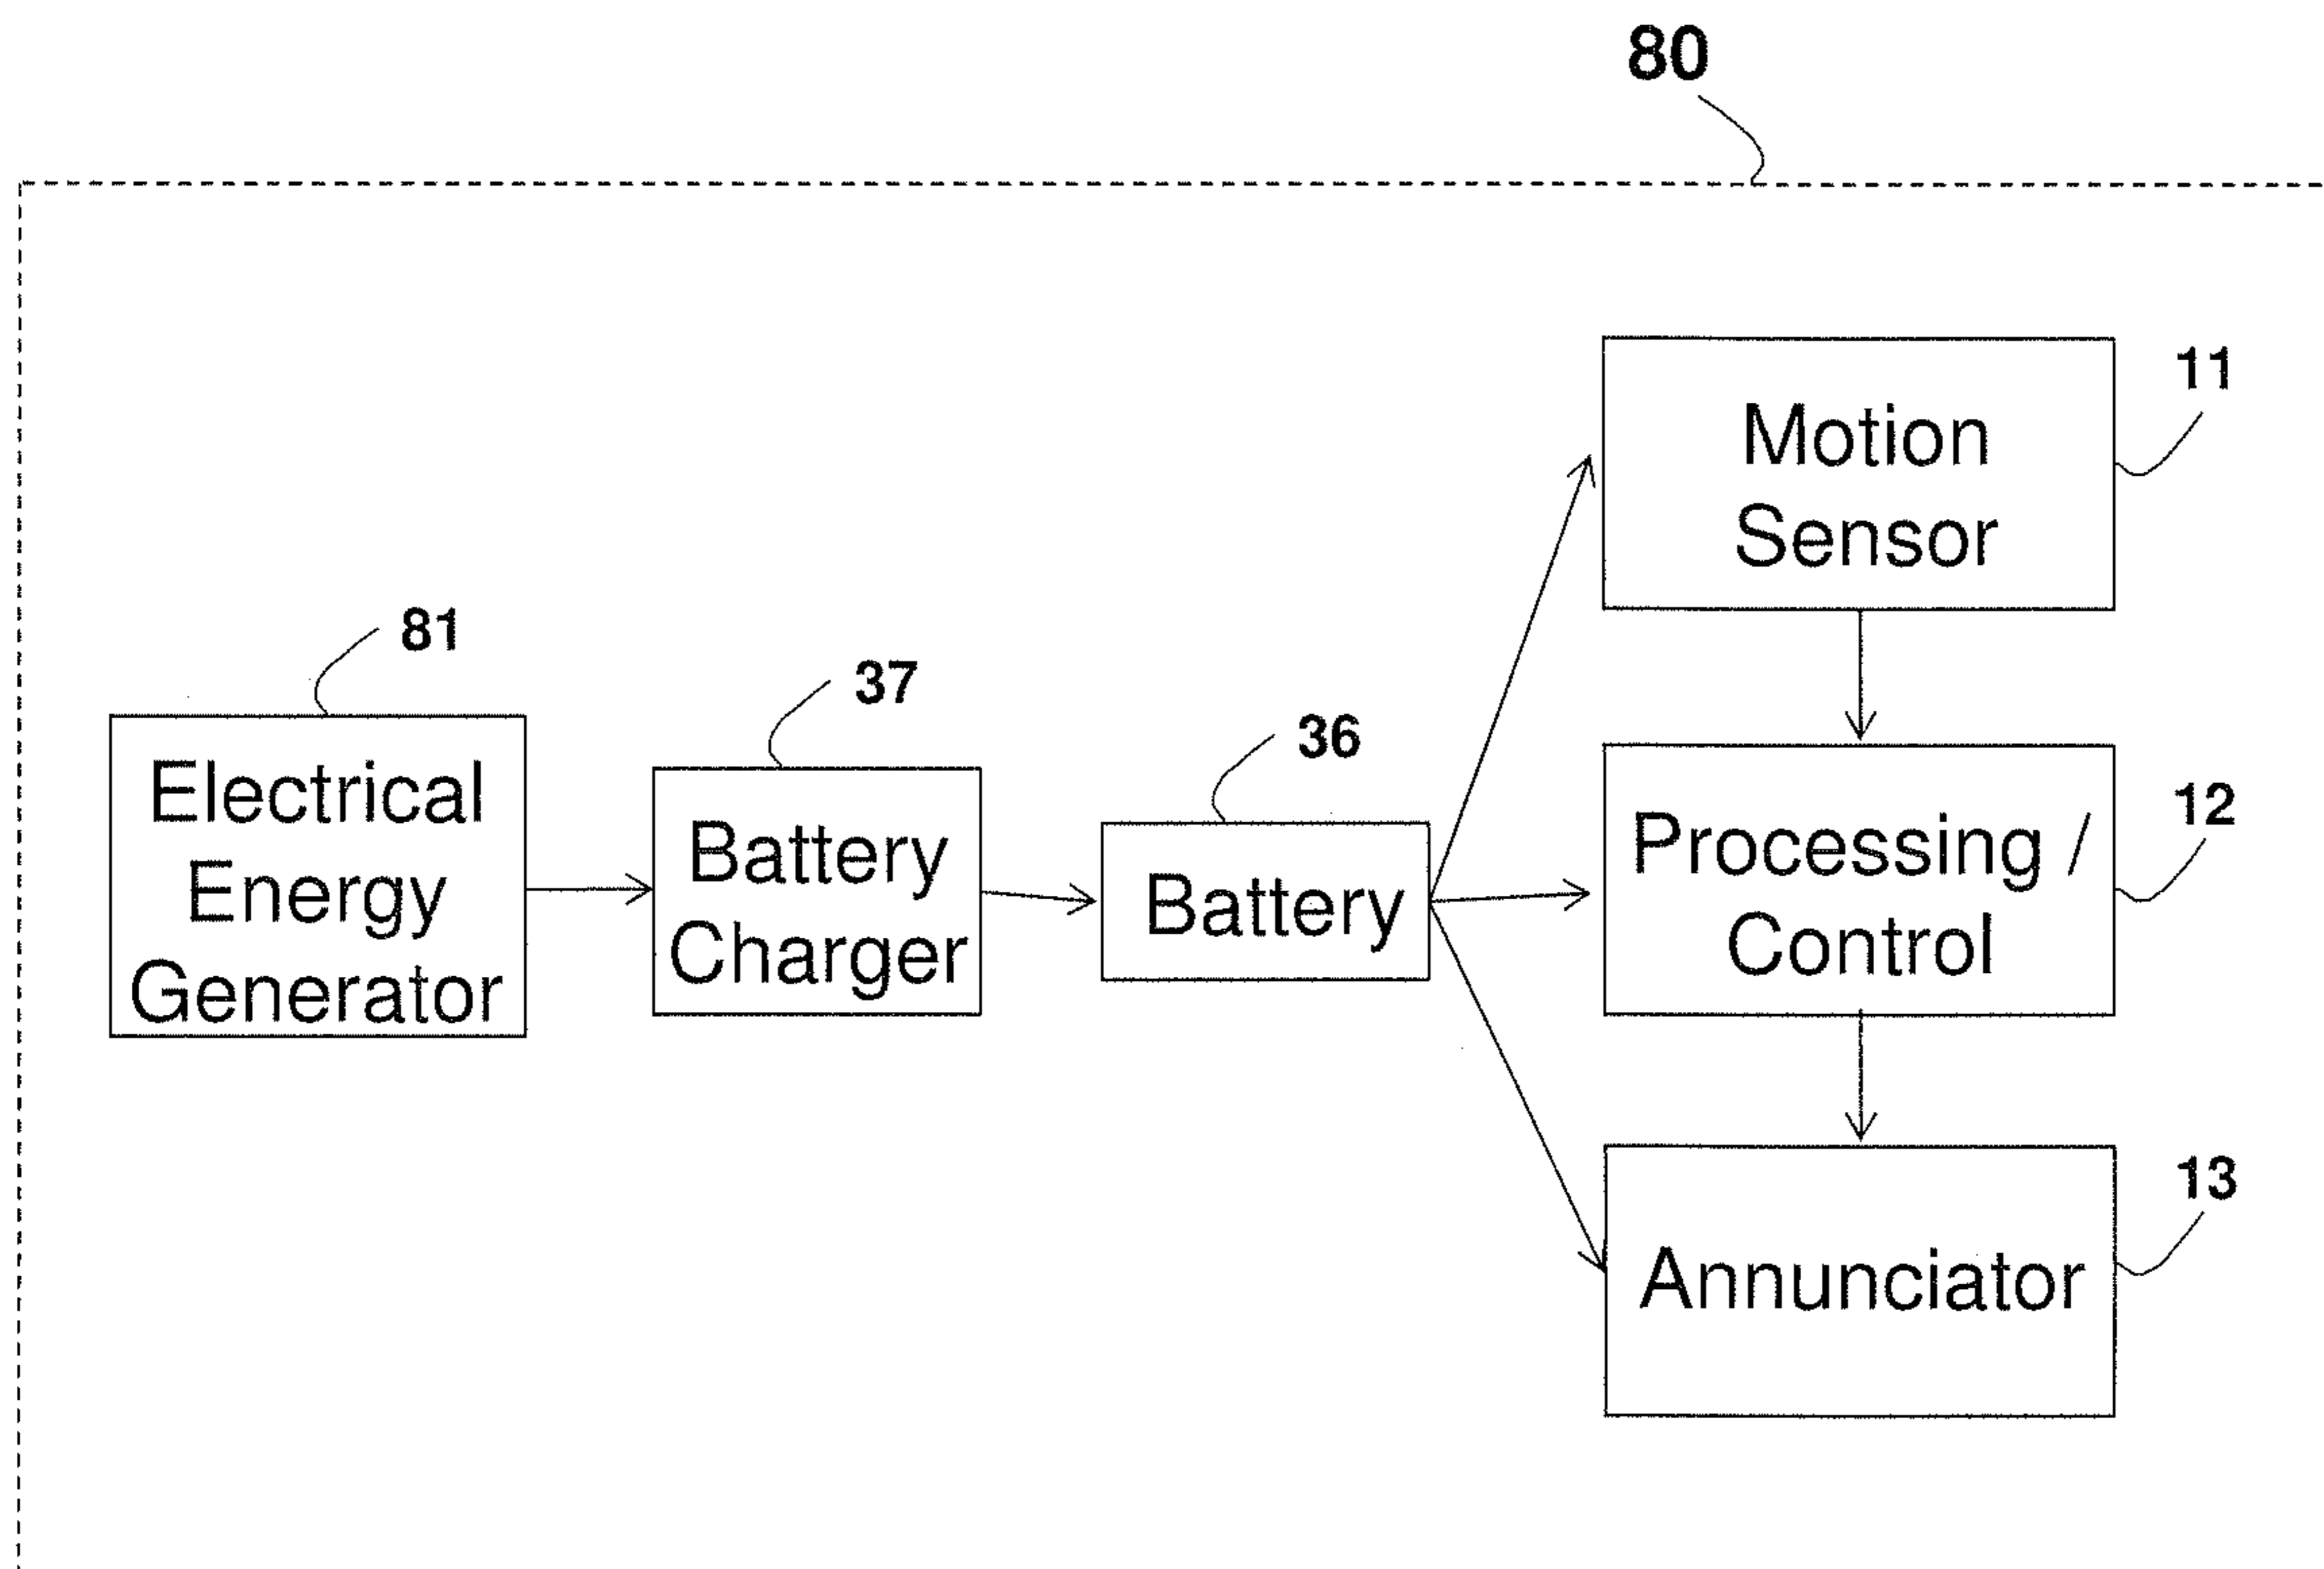 80
11
Motion
Sensor
81
Electrical
Energy
Generator
37
Battery
Charger
36
Battery
12
Processing /
Control
13
Annunciator